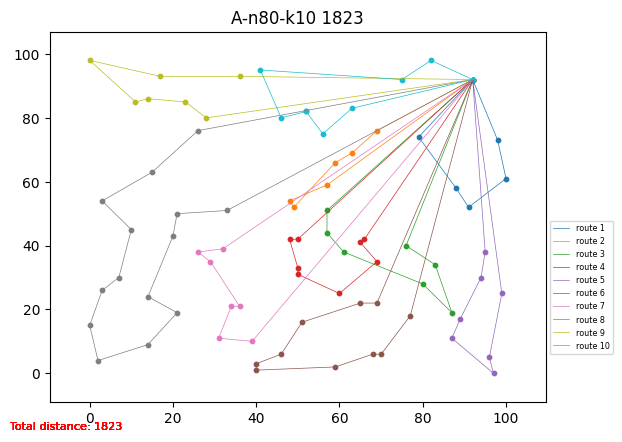 A-n80-k10 1823
100
80
60
40
20
0
0 20 40 60 80 100
route 1
route 2
route 3
route 4
route 5
route 6
route 7
route 8
route 9
route 10
Total distance: 1823